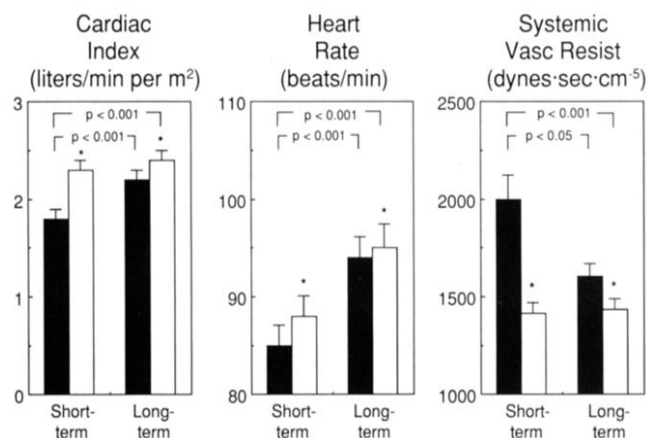 Cardiac
Index
(liters/min per m²)
3
2
1
0
p < 0.001
p < 0.001
*
*
Short-
term
Long-
term
Heart
Rate
(beats/min)
110
100
90
80
p < 0.001
p < 0.001
*
*
Short-
term
Long-
term
Systemic
Vasc Resist
(dynes·sec·cm⁻⁵)
2500
2000
1500
1000
p < 0.001
p < 0.05
*
*
Short-
term
Long-
term